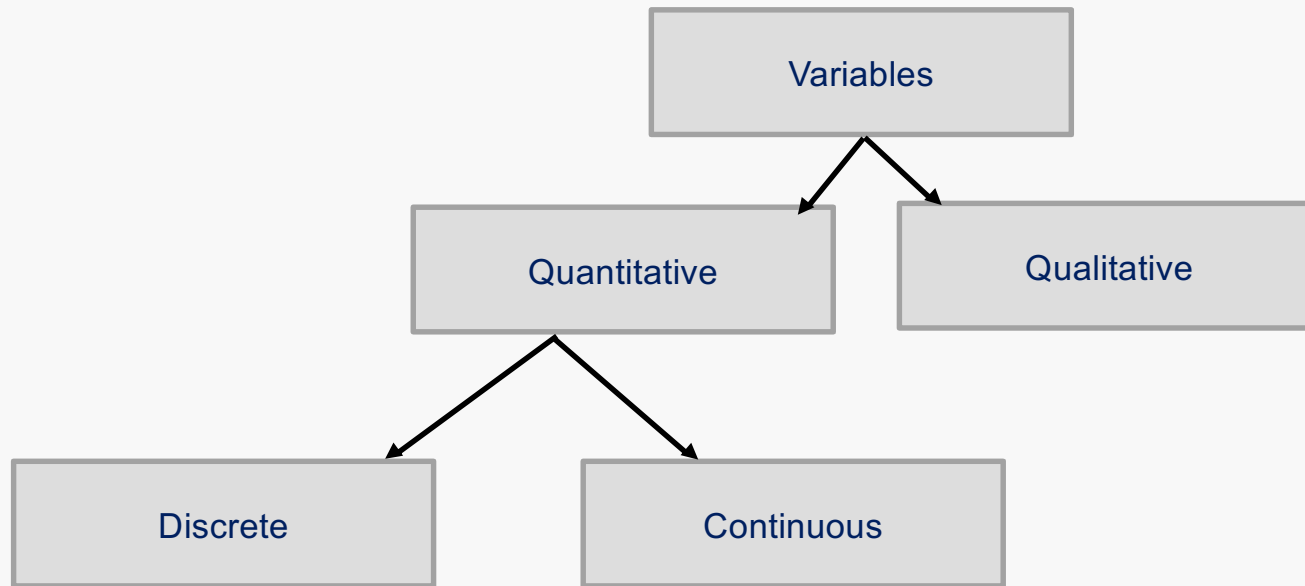 Variables
Quantitative
Qualitative
Discrete
Continuous